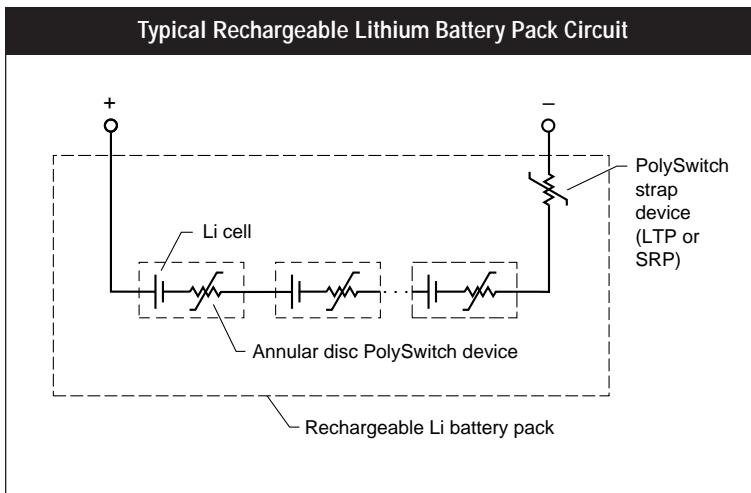 Typical Rechargeable Lithium Battery Pack Circuit
+
–
PolySwitch
strap
device
(LTP or
SRP)
Li cell
Annular disc PolySwitch device
Rechargeable Li battery pack